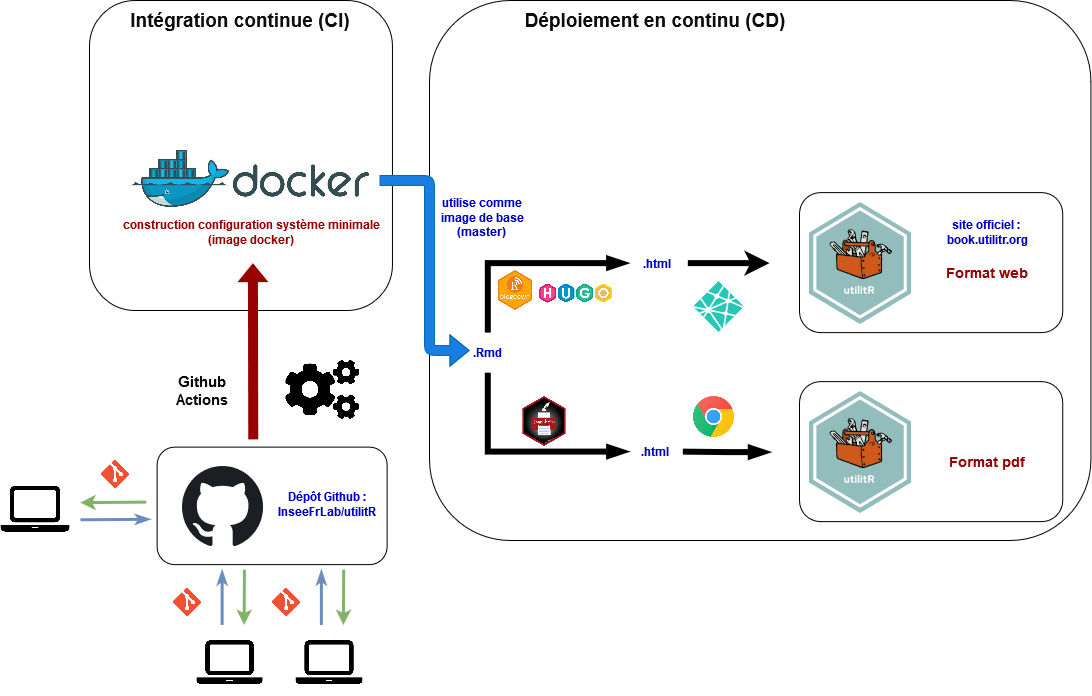 Intégration continue (CI)
Déploiement en continu (CD)
docker
construction configuration système minimale
(image docker)
utilise comme
image de base
(master)
.html
blogdown
HUGO
utilitR
site officiel :
book.utilitr.org
Format web
.Rmd
Github
Actions
.html
utilitR
Format pdf
Dépôt Github :
InseeFrLab/utilitR